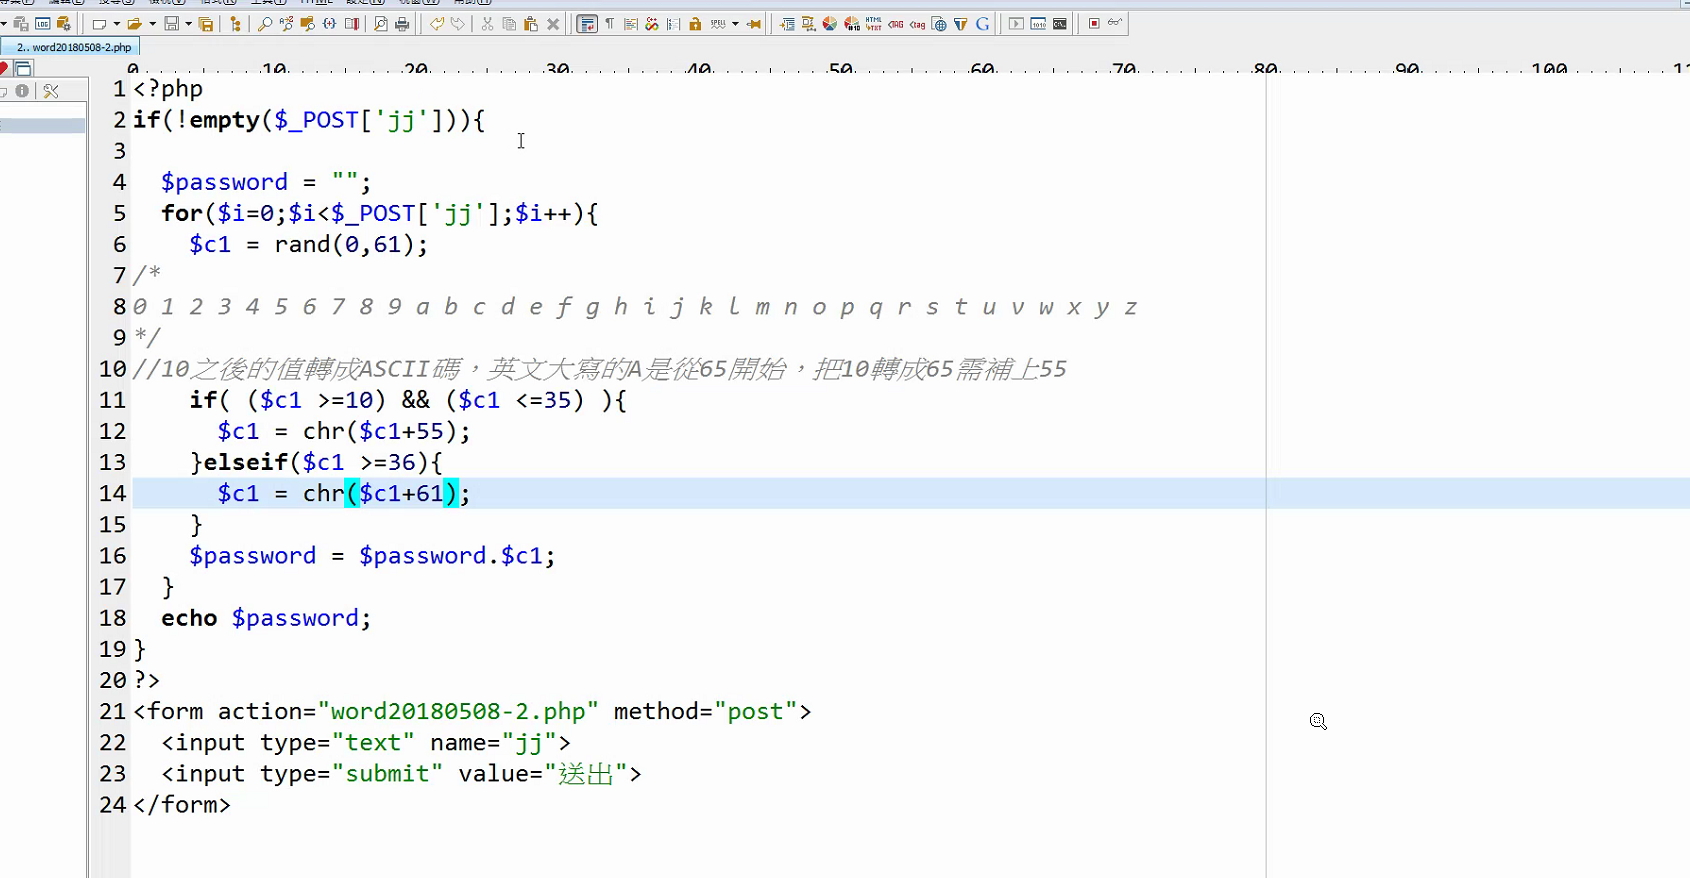 2.. word20180508-2.php
0 10 20 30 40 50 60 70 80 90 100 11
1 <?php
2 if(!empty($_POST['jj'])){
3
4 $password = "";
5 for($i=0;$i<$_POST['jj'];$i++){
6 $c1 = rand(0,61);
7 /*
8 0 1 2 3 4 5 6 7 8 9 a b c d e f g h i j k l m n o p q r s t u v w x y z
9 */
10 //10之後的值轉成ASCII碼，英文大寫的A是從65開始，把10轉成65需補上55
11 if( ($c1 >=10) && ($c1 <=35) ){
12 $c1 = chr($c1+55);
13 }elseif($c1 >=36){
14 $c1 = chr($c1+61);
15 }
16 $password = $password.$c1;
17 }
18 echo $password;
19 }
20 ?>
21 <form action="word20180508-2.php" method="post">
22 <input type="text" name="jj">
23 <input type="submit" value="送出">
24 </form>